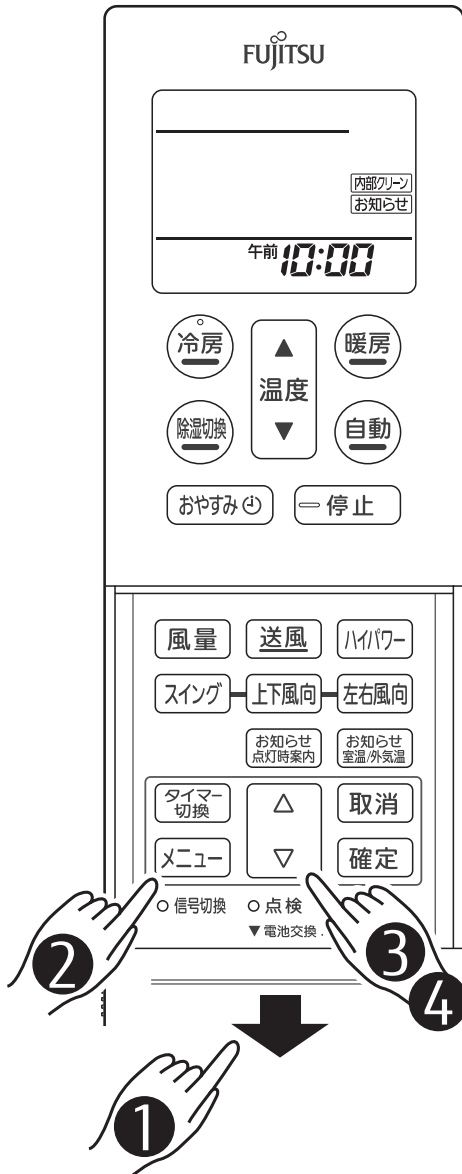 FUJITSU
内部クリーン
お知らせ
午前 10:00
冷房
温度
暖房
除湿切換
自動
おやすみ
停止
風量 送風 ハイパワー
スイング 上下風向 左右風向
お知らせ
点灯時案内
お知らせ
室温/外気温
タイマー
切換
取消
メニュー
確定
信号切換 点検
▼電池交換
2
3
4
1